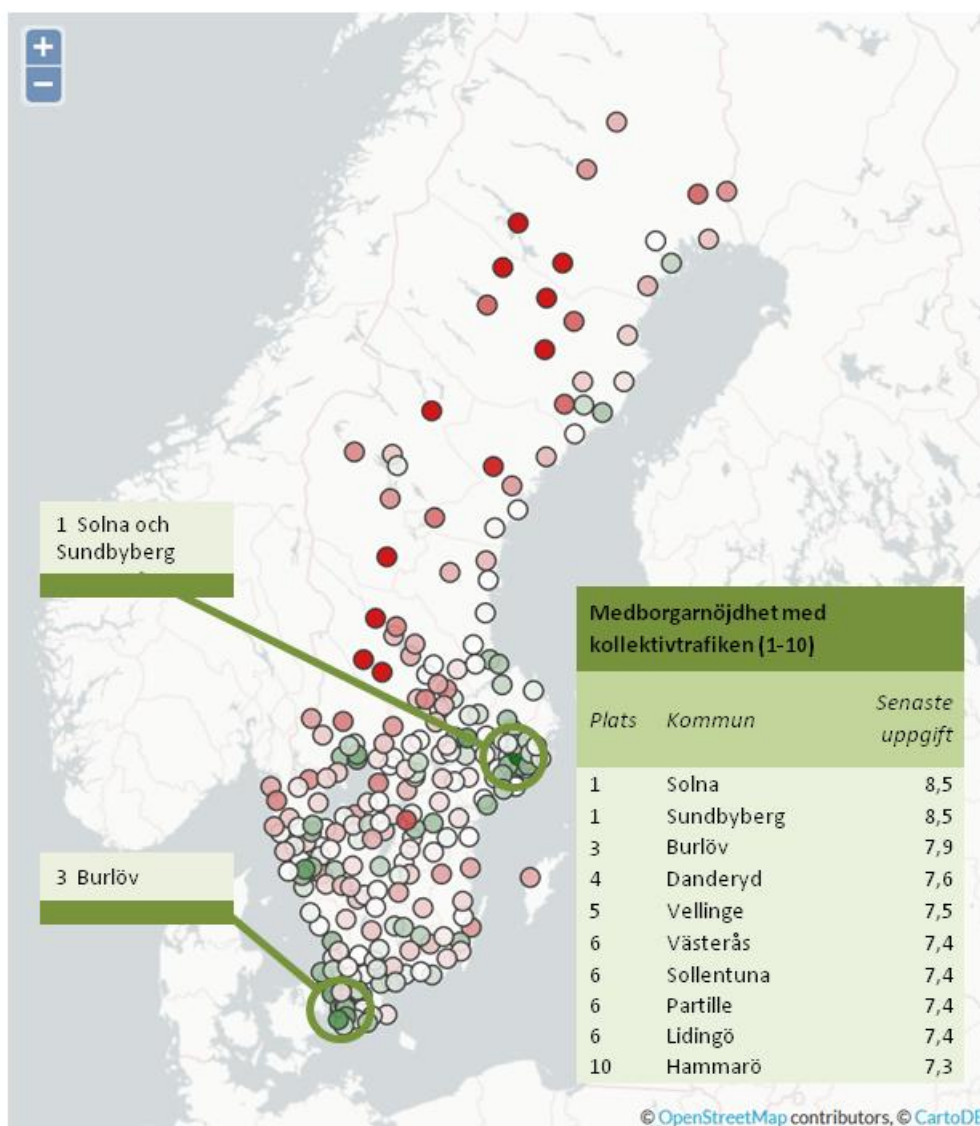 +
−
1 Solna och
Sundbyberg
3 Burlöv
Medborgarnöjdhet med
kollektivtrafiken (1-10)
Plats Kommun Senaste
uppgift
1 Solna 8,5
1 Sundbyberg 8,5
3 Burlöv 7,9
4 Danderyd 7,6
5 Vellinge 7,5
6 Västerås 7,4
6 Sollentuna 7,4
6 Partille 7,4
6 Lidingö 7,4
10 Hammarö 7,3
© OpenStreetMap contributors, © CartoDB